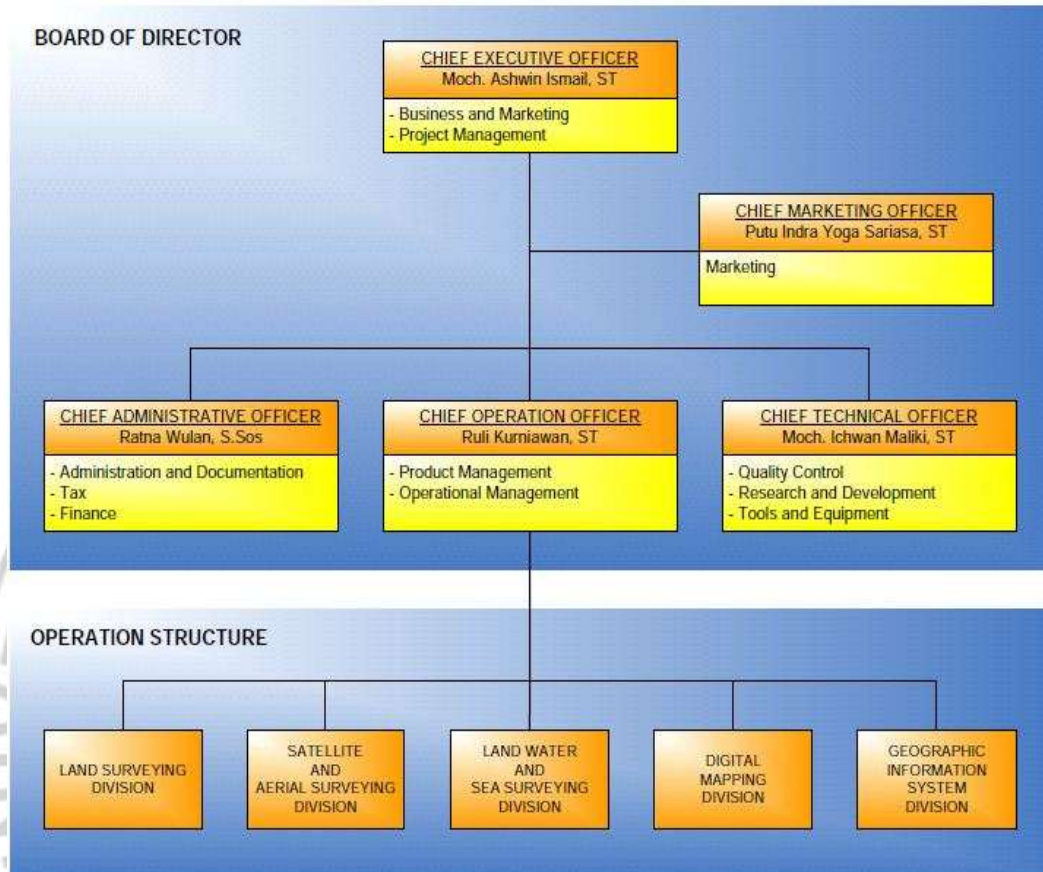 BOARD OF DIRECTOR
CHIEF EXECUTIVE OFFICER
Moch. Ashwin Ismail, ST
- Business and Marketing
- Project Management
CHIEF MARKETING OFFICER
Putu Indra Yoga Sariasa, ST
Marketing
CHIEF ADMINISTRATIVE OFFICER
Ratna Wulan, S.Sos
- Administration and Documentation
- Tax
- Finance
CHIEF OPERATION OFFICER
Ruli Kurniawan, ST
- Product Management
- Operational Management
CHIEF TECHNICAL OFFICER
Moch. Ichwan Maliki, ST
- Quality Control
- Research and Development
- Tools and Equipment
OPERATION STRUCTURE
LAND SURVEYING
DIVISION
SATELLITE
AND
AERIAL SURVEYING
DIVISION
LAND WATER
AND
SEA SURVEYING
DIVISION
DIGITAL
MAPPING
DIVISION
GEOGRAPHIC
INFORMATION
SYSTEM
DIVISION